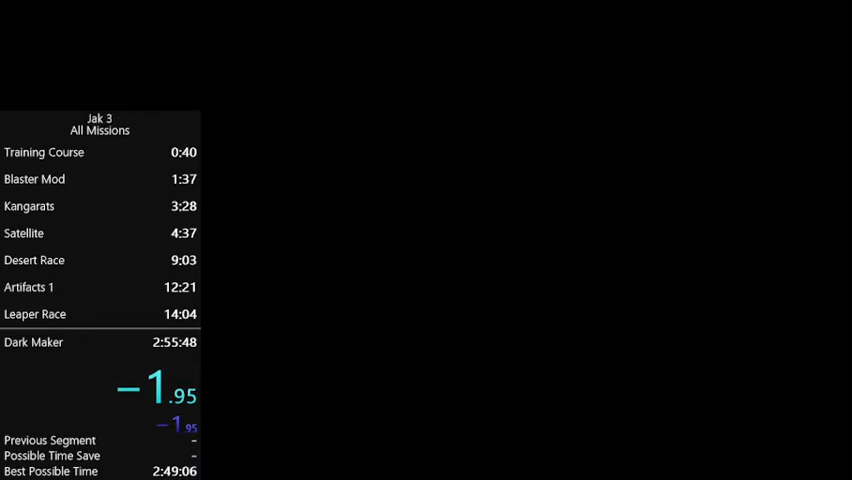 Jak 3
All Missions
Training Course 0:40
Blaster Mod 1:37
Kangarats 3:28
Satellite 4:37
Desert Race 9:03
Artifacts 1 12:21
Leaper Race 14:04
Dark Maker 2:55:48
−1.95
−1.95
Previous Segment -
Possible Time Save -
Best Possible Time 2:49:06